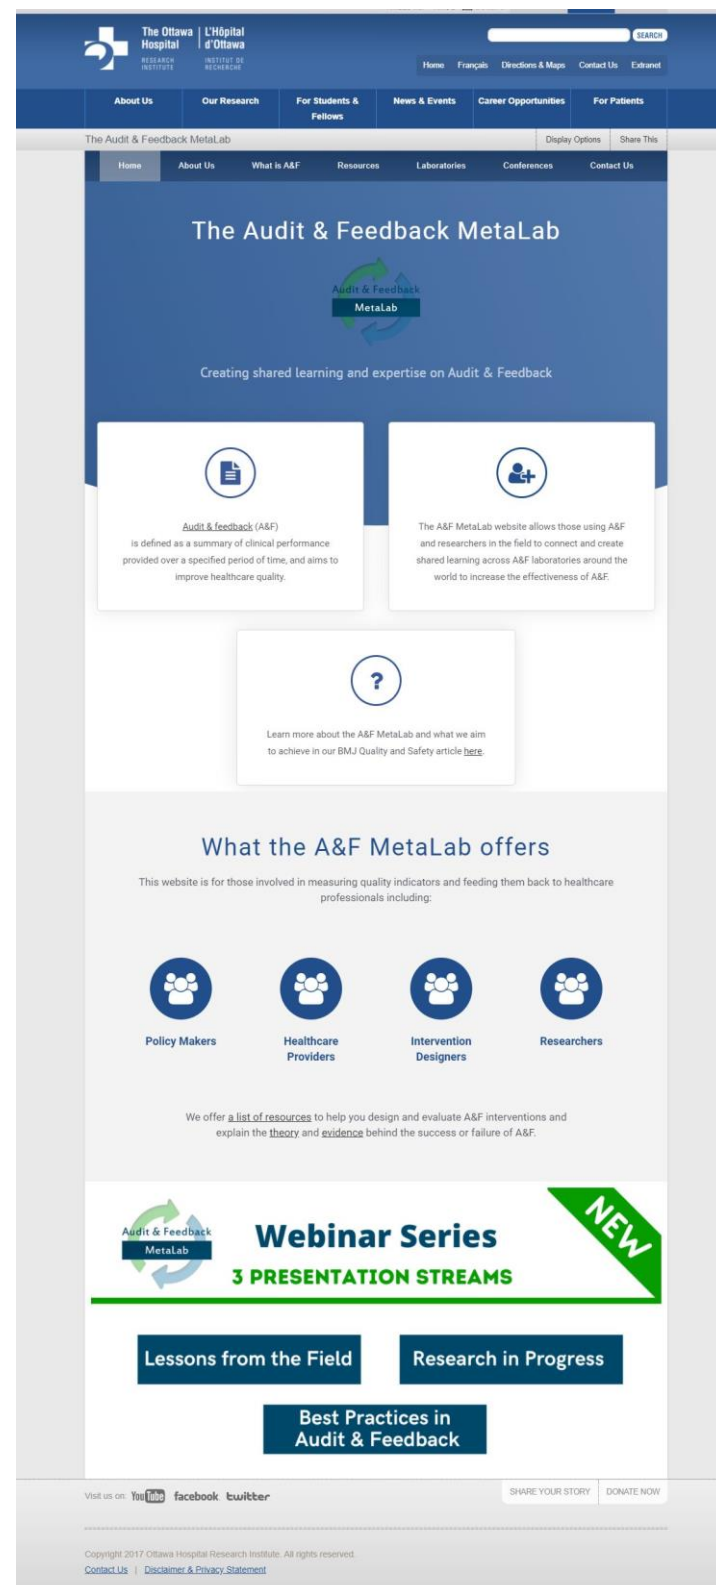 The Ottawa Hospital
RESEARCH INSTITUTE
L'Hôpital d'Ottawa
INSTITUT DE RECHERCHE
SEARCH
Home Français Directions & Maps Contact Us Extranet
About Us Our Research For Students & Fellows News & Events Career Opportunities For Patients
The Audit & Feedback MetaLab
Display Options Share This
Home About Us What is A&F Resources Laboratories Conferences Contact Us
The Audit & Feedback MetaLab
Audit & Feedback
MetaLab
Creating shared learning and expertise on Audit & Feedback
Audit & feedback (A&F)
is defined as a summary of clinical performance
provided over a specified period of time, and aims to
improve healthcare quality.
The A&F MetaLab website allows those using A&F
and researchers in the field to connect and create
shared learning across A&F laboratories around the
world to increase the effectiveness of A&F.
?
Learn more about the A&F MetaLab and what we aim
to achieve in our BMJ Quality and Safety article here.
What the A&F MetaLab offers
This website is for those involved in measuring quality indicators and feeding them back to healthcare
professionals including:
Policy Makers
Healthcare
Providers
Intervention
Designers
Researchers
We offer a list of resources to help you design and evaluate A&F interventions and
explain the theory and evidence behind the success or failure of A&F.
Audit & Feedback
MetaLab
Webinar Series
3 PRESENTATION STREAMS
NEW
Lessons from the Field
Research in Progress
Best Practices in
Audit & Feedback
Visit us on: YouTube facebook twitter
SHARE YOUR STORY DONATE NOW
Copyright 2017 Ottawa Hospital Research Institute. All rights reserved.
Contact Us | Disclaimer & Privacy Statement